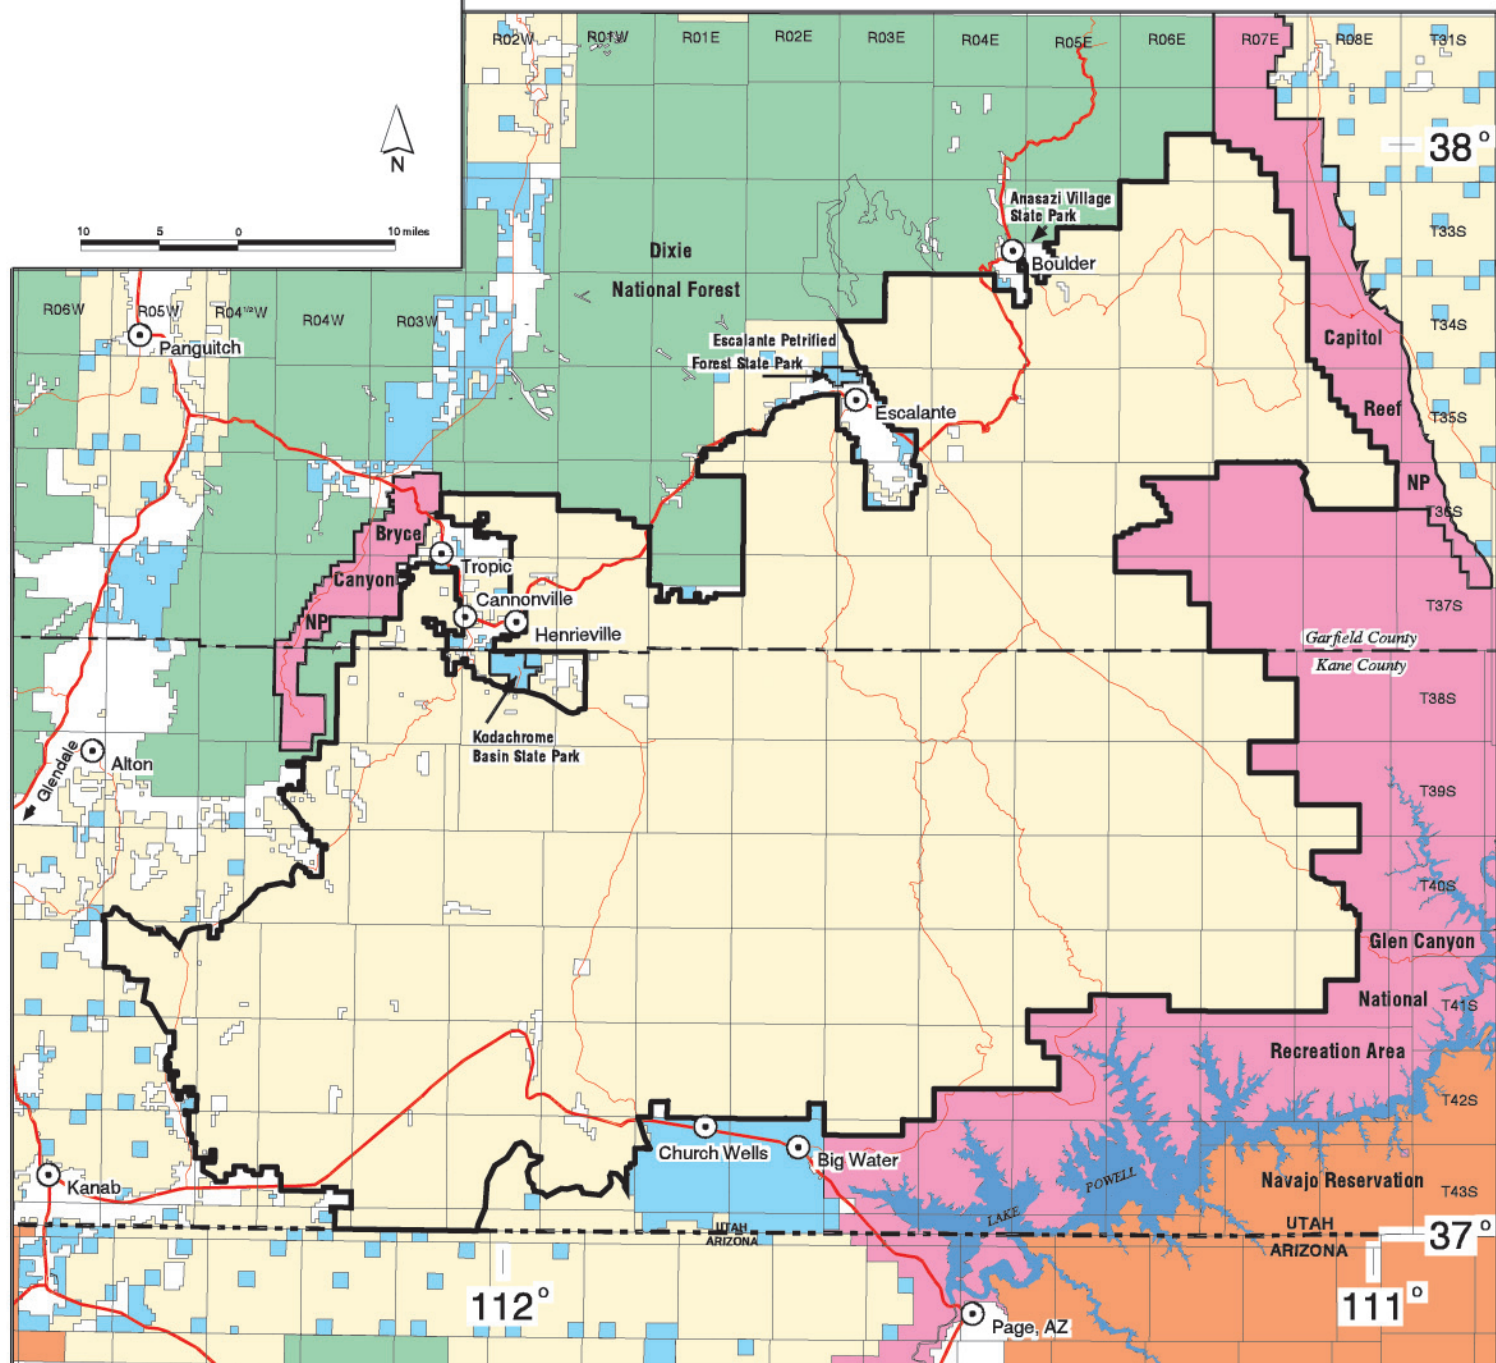 R02W R01W R01E R02E R03E R04E R05E R06E R07E R08E T31S
38°
N
10 5 0 10 miles
Anasazi Village
State Park
Boulder
T33S
Dixie
National Forest
R06W R05W R04½W R04W R03W
Panguitch
T34S
Capitol
Reef
NP
Escalante Petrified
Forest State Park
Escalante
T35S
T36S
Bryce
Canyon
NP
Tropic
Cannonville
Henrieville
T37S
Garfield County
Kane County
T38S
Kodachrome
Basin State Park
Glendale
Alton
T39S
T40S
Glen Canyon
National
Recreation Area
T41S
T42S
Church Wells
Big Water
Kanab
POWELL
LAKE
Navajo Reservation
T43S
UTAH
ARIZONA
UTAH
ARIZONA
37°
112°
111°
Page, AZ